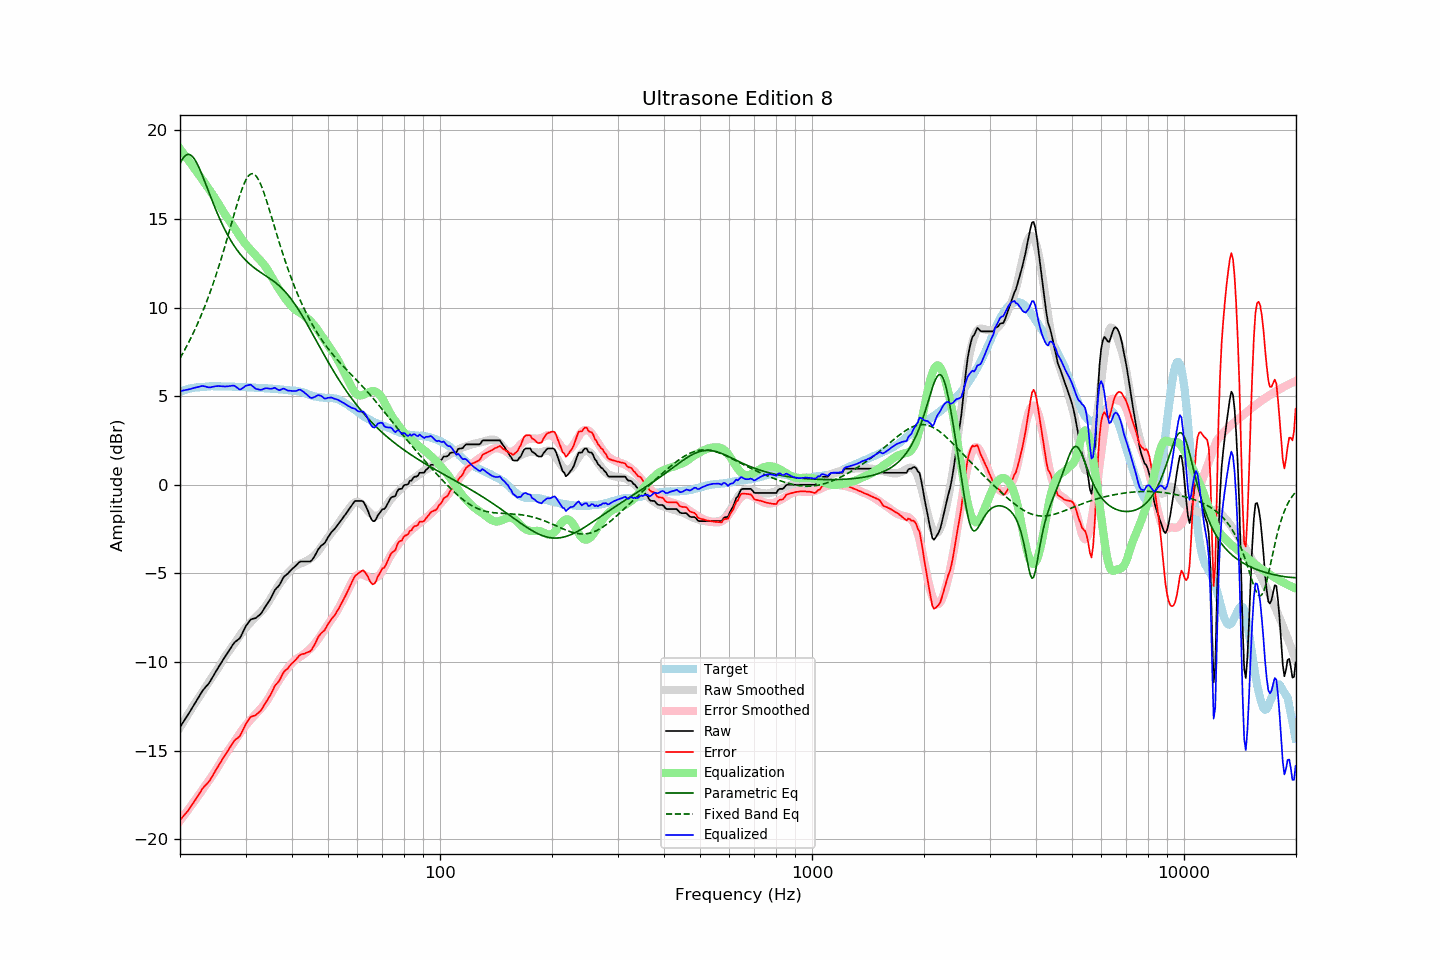 Ultrasone Edition 8
Amplitude (dBr)
20
15
10
5
0
−5
−10
−15
−20
100
1000
10000
Frequency (Hz)
Target
Raw Smoothed
Error Smoothed
Raw
Error
Equalization
Parametric Eq
Fixed Band Eq
Equalized